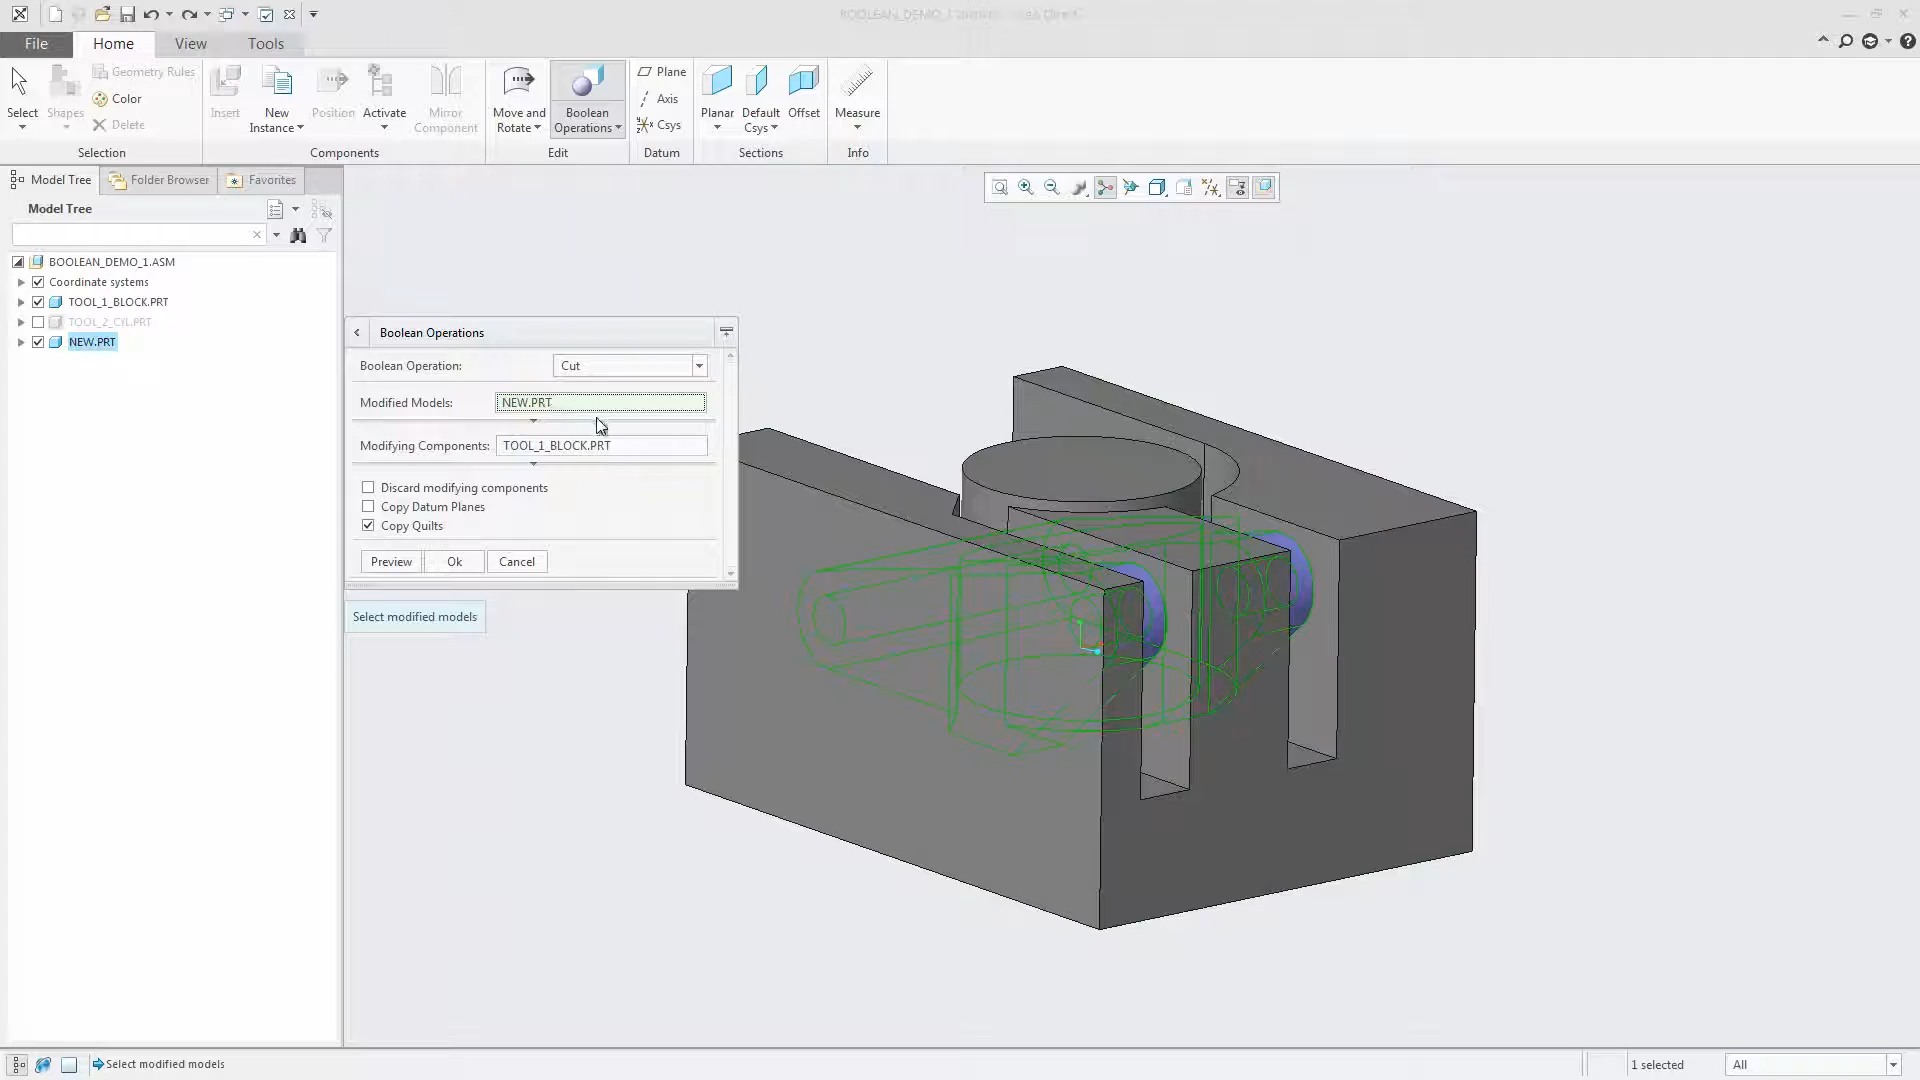 File
Home
View
Tools
Select
Shapes
Geometry Rules
Color
Delete
Selection
Insert
New
Instance
Position
Activate
Mirror
Component
Components
Move and
Rotate
Boolean
Operations
Edit
Plane
Axis
Csys
Datum
Planar
Default
Csys
Offset
Sections
Measure
Info
Model Tree
Folder Browser
Favorites
Model Tree
BOOLEAN_DEMO_1.ASM
Coordinate systems
TOOL_1_BLOCK.PRT
TOOL_2_CYL.PRT
NEW.PRT
Boolean Operations
Boolean Operation: Cut
Modified Models: NEW.PRT
Modifying Components: TOOL_1_BLOCK.PRT
Discard modifying components
Copy Datum Planes
Copy Quilts
Preview
Ok
Cancel
Select modified models
Select modified models
1 selected
All